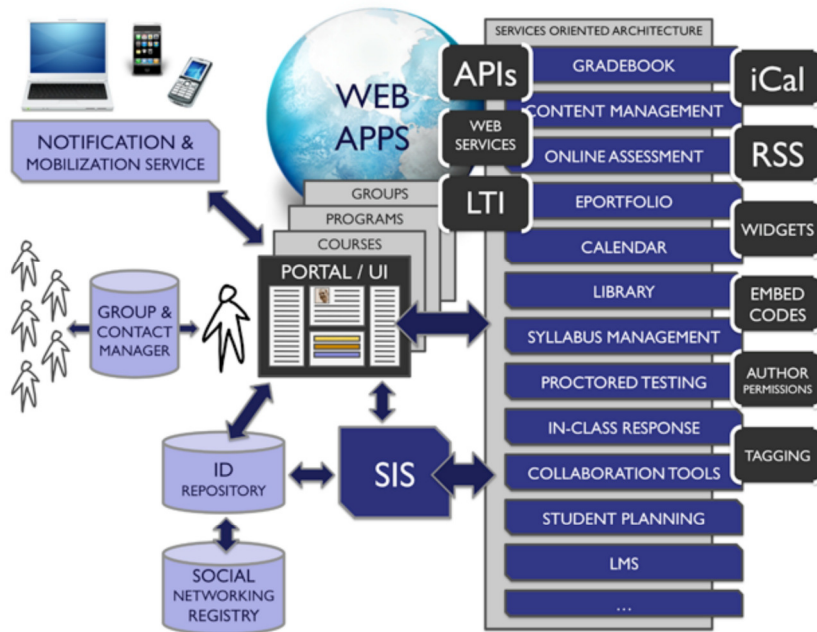 SERVICES ORIENTED ARCHITECTURE
WEB
APPS
APIs
WEB
SERVICES
LTI
GRADEBOOK
CONTENT MANAGEMENT
ONLINE ASSESSMENT
EPORTFOLIO
CALENDAR
LIBRARY
SYLLABUS MANAGEMENT
PROCTORED TESTING
IN-CLASS RESPONSE
COLLABORATION TOOLS
STUDENT PLANNING
LMS
...
iCal
RSS
WIDGETS
EMBED
CODES
AUTHOR
PERMISSIONS
TAGGING
NOTIFICATION &
MOBILIZATION SERVICE
GROUPS
PROGRAMS
COURSES
PORTAL / UI
GROUP &
CONTACT
MANAGER
ID
REPOSITORY
SIS
SOCIAL
NETWORKING
REGISTRY